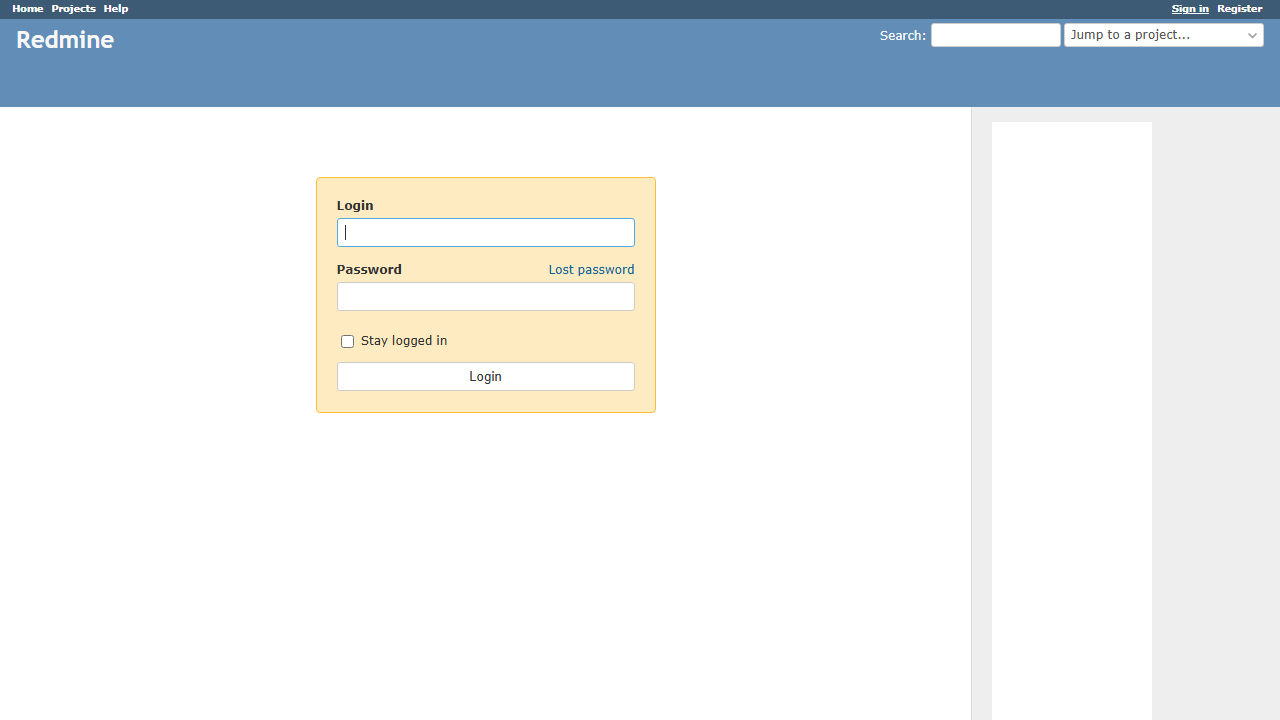 Home Projects Help Sign in Register
Redmine
Search: Jump to a project...
Login
Password Lost password
Stay logged in
Login